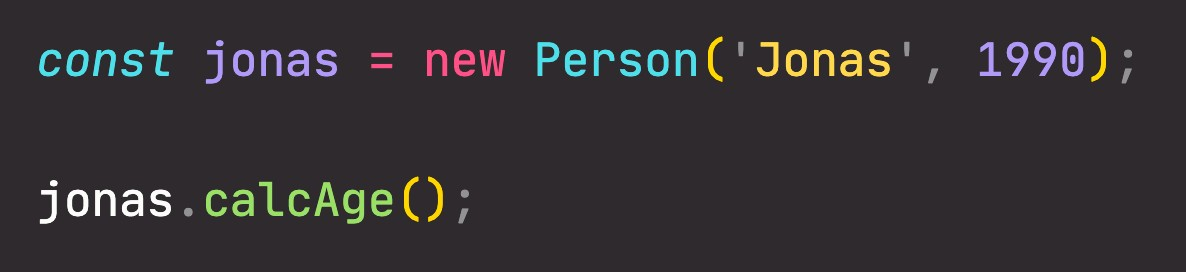 const jonas = new Person('Jonas', 1990);
jonas.calcAge();